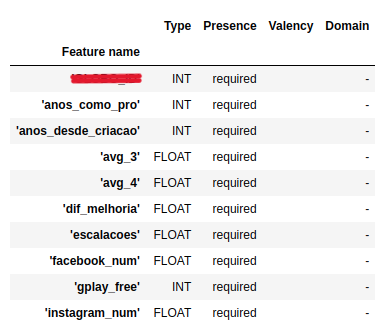 Type Presence Valency Domain
Feature name
INT required -
'anos_como_pro' INT required -
'anos_desde_criacao' INT required -
'avg_3' FLOAT required -
'avg_4' FLOAT required -
'dif_melhoria' FLOAT required -
'escalacoes' FLOAT required -
'facebook_num' FLOAT required -
'gplay_free' INT required -
'instagram_num' FLOAT required -